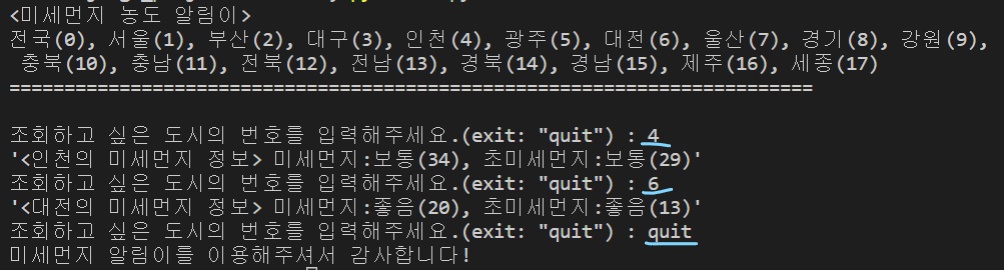 <미세먼지 농도 알림이>
전국(0), 서울(1), 부산(2), 대구(3), 인천(4), 광주(5), 대전(6), 울산(7), 경기(8), 강원(9),
충북(10), 충남(11), 전북(12), 전남(13), 경북(14), 경남(15), 제주(16), 세종(17)
==========================================================================
조회하고 싶은 도시의 번호를 입력해주세요.(exit: "quit") : 4
'<인천의 미세먼지 정보> 미세먼지:보통(34), 초미세먼지:보통(29)'
조회하고 싶은 도시의 번호를 입력해주세요.(exit: "quit") : 6
'<대전의 미세먼지 정보> 미세먼지:좋음(20), 초미세먼지:좋음(13)'
조회하고 싶은 도시의 번호를 입력해주세요.(exit: "quit") : quit
미세먼지 알림이를 이용해주셔서 감사합니다!